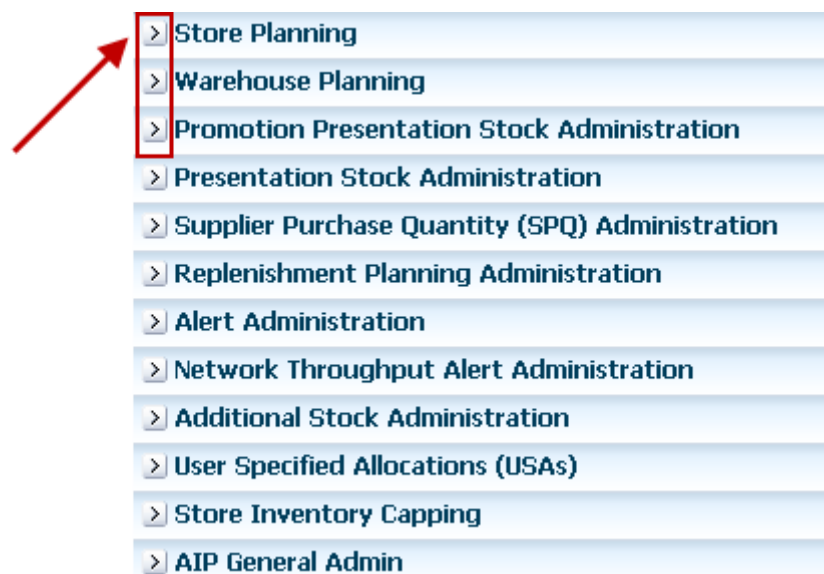 Store Planning
Warehouse Planning
Promotion Presentation Stock Administration
Presentation Stock Administration
Supplier Purchase Quantity (SPQ) Administration
Replenishment Planning Administration
Alert Administration
Network Throughput Alert Administration
Additional Stock Administration
User Specified Allocations (USAs)
Store Inventory Capping
AIP General Admin